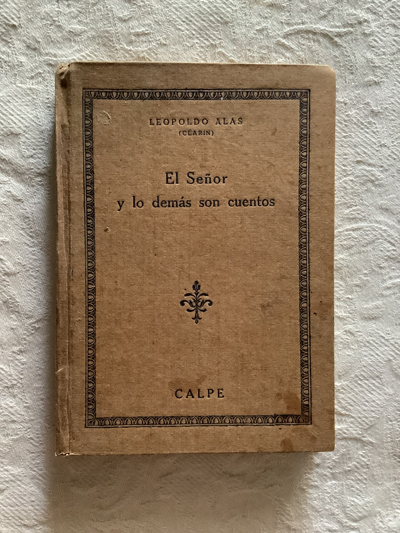 LEOPOLDO ALAS
(CLARIN)
El Señor
y lo demás son cuentos
CALPE